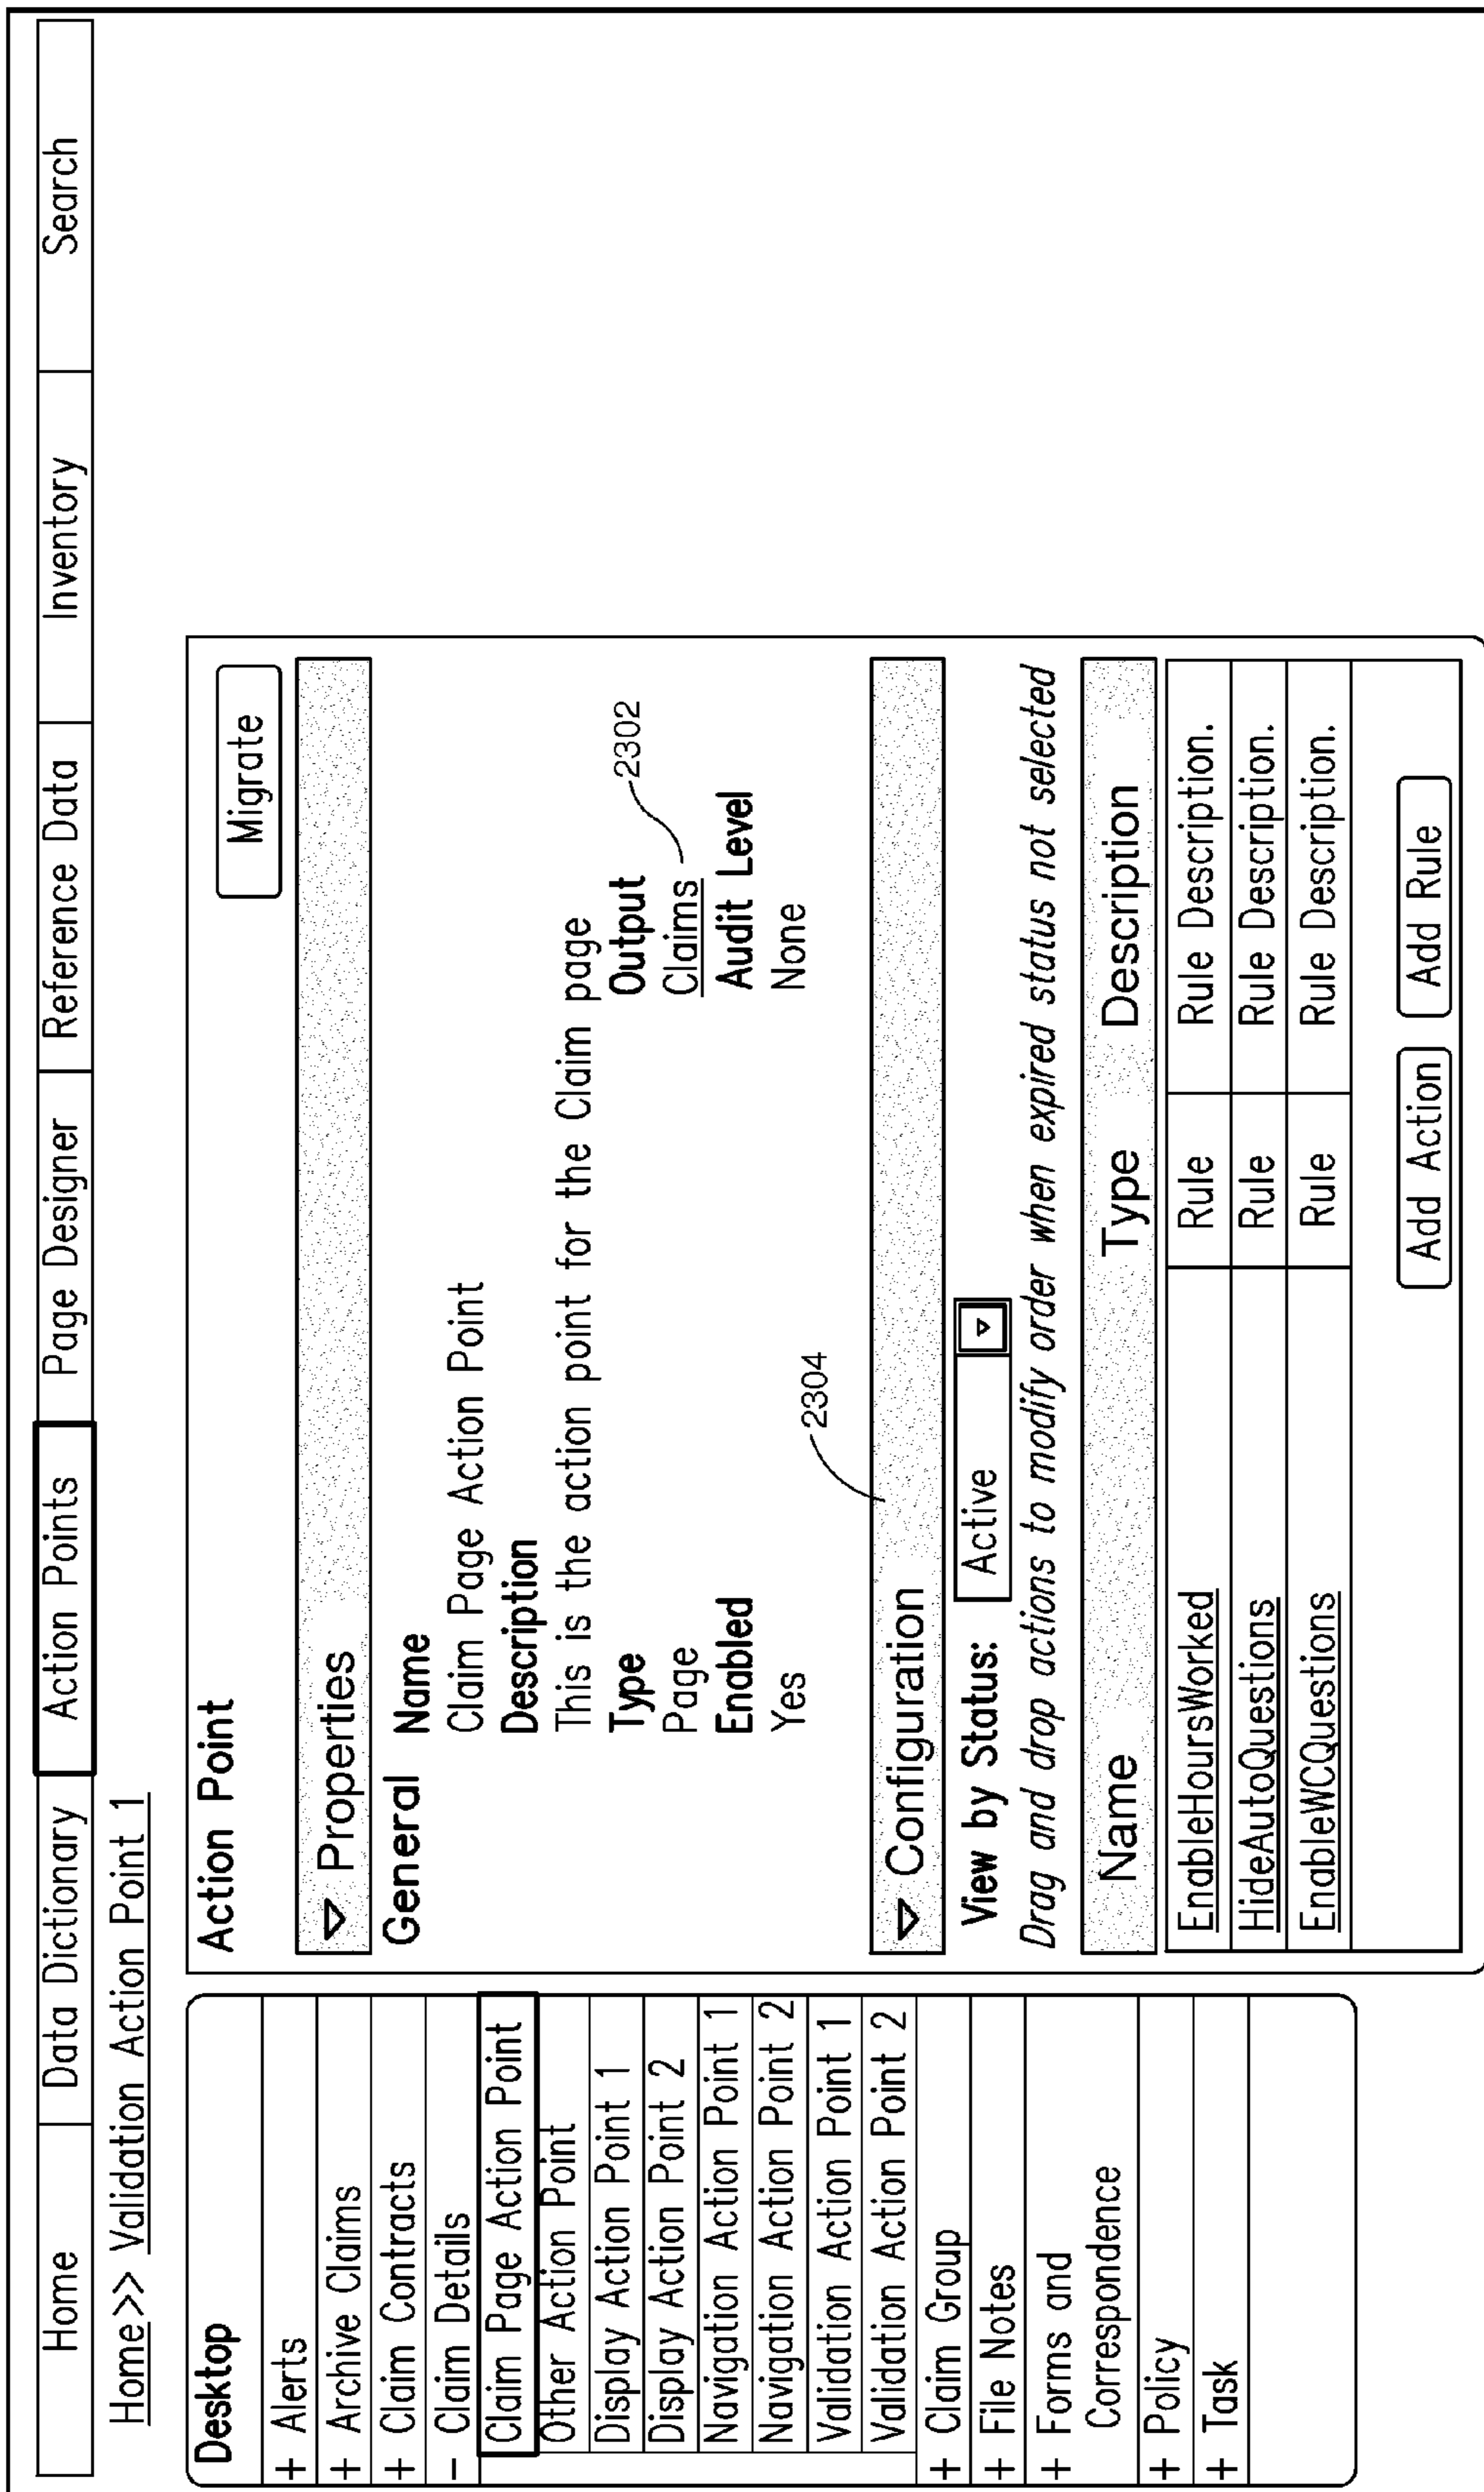 Home Data Dictionary Action Points Page Designer Reference Data Inventory Search
Home>> Validation Action Point 1
Desktop
+ Alerts
+ Archive Claims
+ Claim Contracts
- Claim Details
Claim Page Action Point
Other Action Point
Display Action Point 1
Display Action Point 2
Navigation Action Point 1
Navigation Action Point 2
Validation Action Point 1
Validation Action Point 2
+ Claim Group
+ File Notes
+ Forms and
Correspondence
+ Policy
+ Task
Action Point
Migrate
Properties
General Name
Claim Page Action Point
Description
This is the action point for the Claim page
Type Output
Page Claims 2302
Enabled Audit Level
Yes None
2304
Configuration
View by Status: Active
Drag and drop actions to modify order when expired status not selected
Name Type Description
EnableHoursWorked Rule Rule Description.
HideAutoQuestions Rule Rule Description.
EnableWCQuestions Rule Rule Description.
Add Action Add Rule